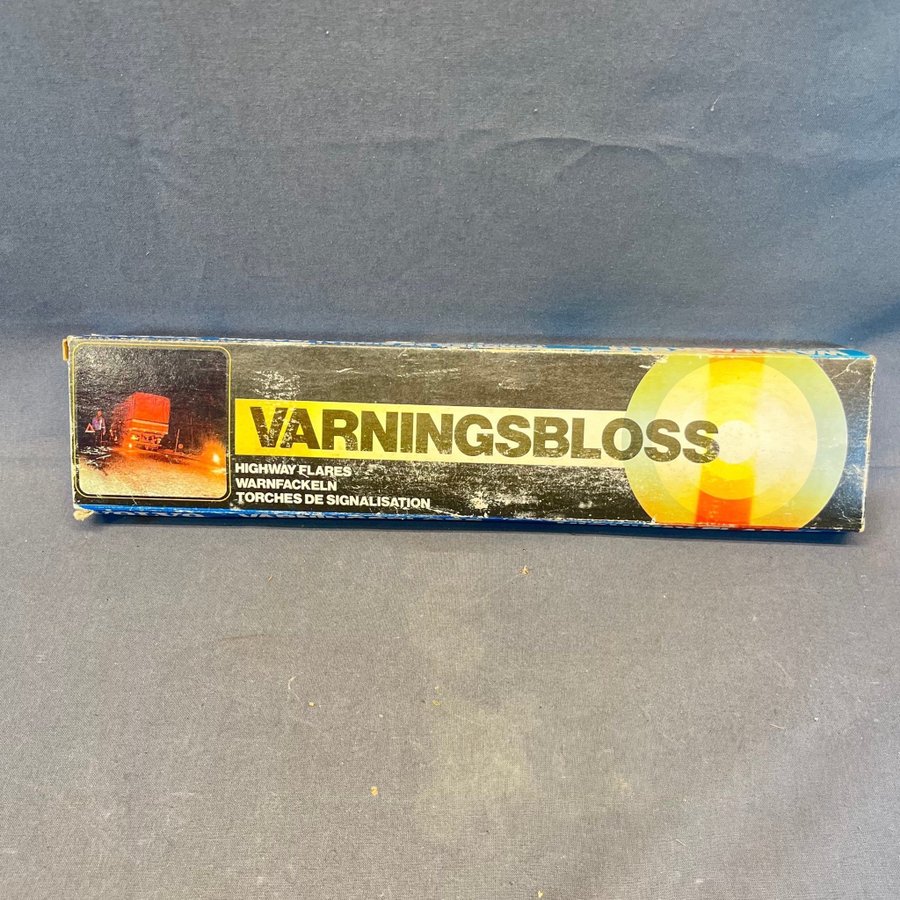 VARNINGSBLOSS
HIGHWAY FLARES
WARNFACKELN
TORCHES DE SIGNALISATION